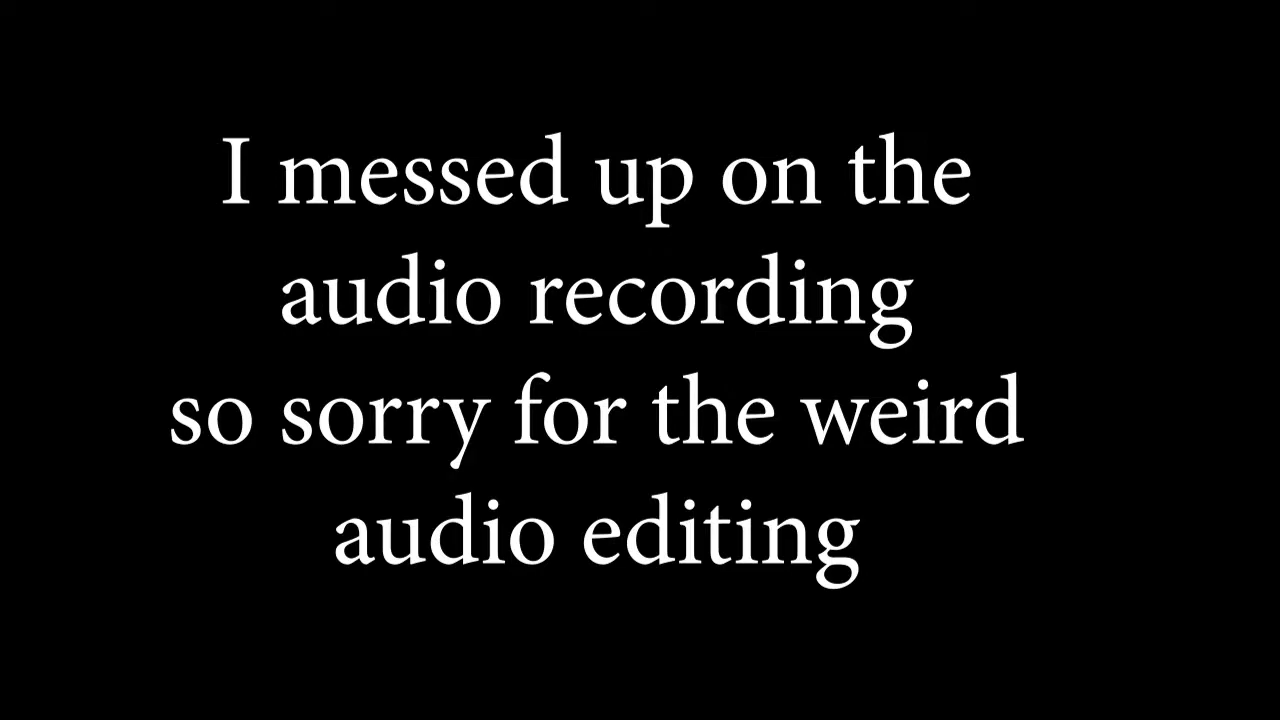 I messed up on the
audio recording
so sorry for the weird
audio editing